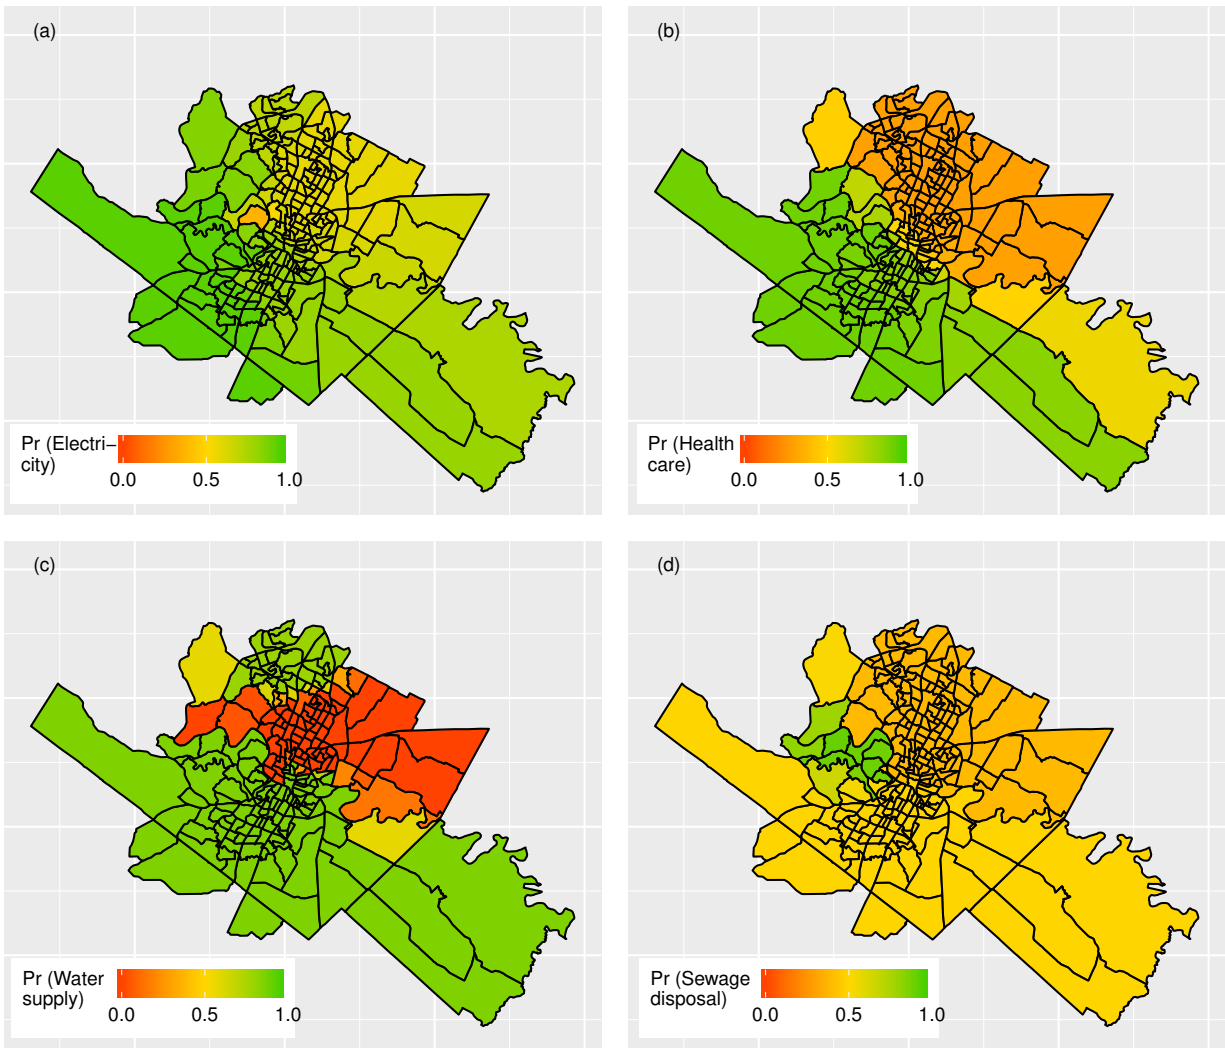 (a)
Pr (Electri–
city)
0.0 0.5 1.0
(b)
Pr (Health
care)
0.0 0.5 1.0
(c)
Pr (Water
supply)
0.0 0.5 1.0
(d)
Pr (Sewage
disposal)
0.0 0.5 1.0